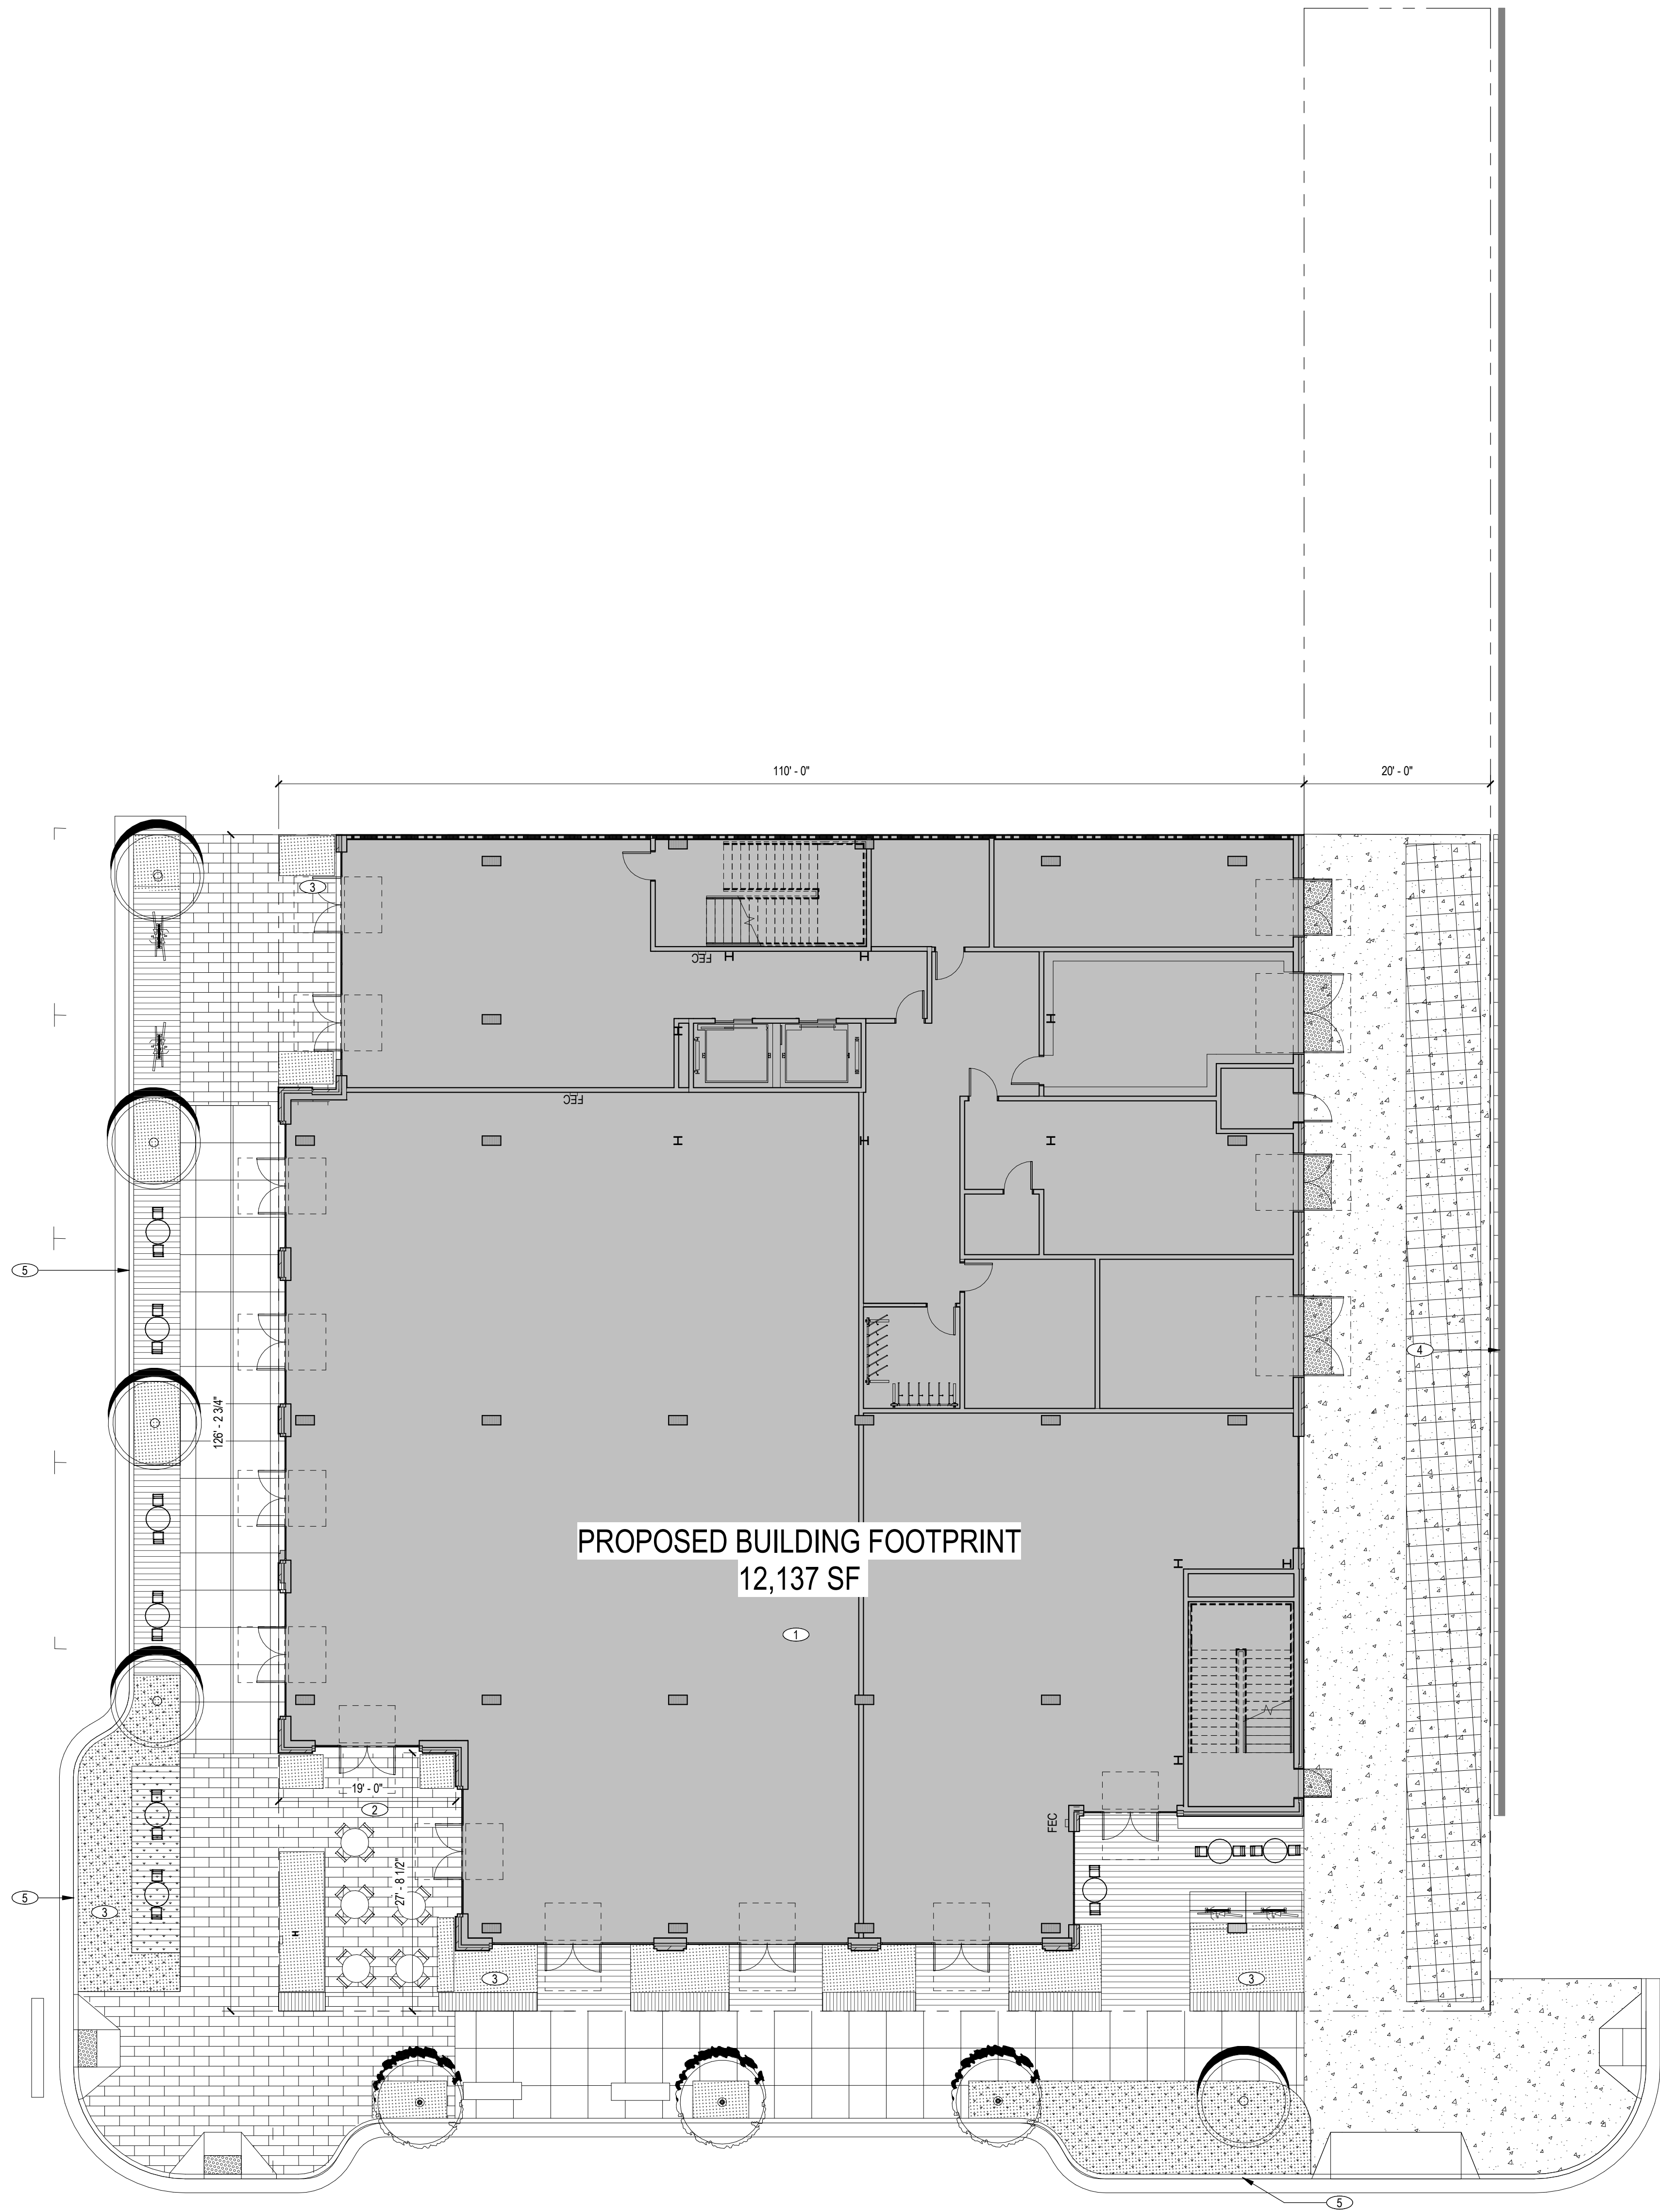 110' - 0"
20' - 0"
3
FEC
FEC
5
4
126' - 2 3/4"
PROPOSED BUILDING FOOTPRINT
12,137 SF
1
19' - 0"
2
27' - 8 1/2"
FEC
5
3
3
3
5